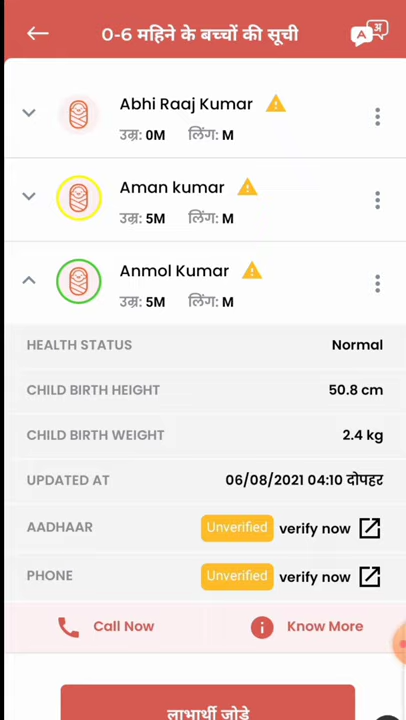 0-6 महिने के बच्चों की सूची
A अ
Abhi Raaj Kumar
उम्र: 0M लिंग: M
Aman kumar
उम्र: 5M लिंग: M
Anmol Kumar
उम्र: 5M लिंग: M
HEALTH STATUS Normal
CHILD BIRTH HEIGHT 50.8 cm
CHILD BIRTH WEIGHT 2.4 kg
UPDATED AT 06/08/2021 04:10 दोपहर
AADHAAR Unverified verify now
PHONE Unverified verify now
Call Now Know More
लाभार्थी जोड़े